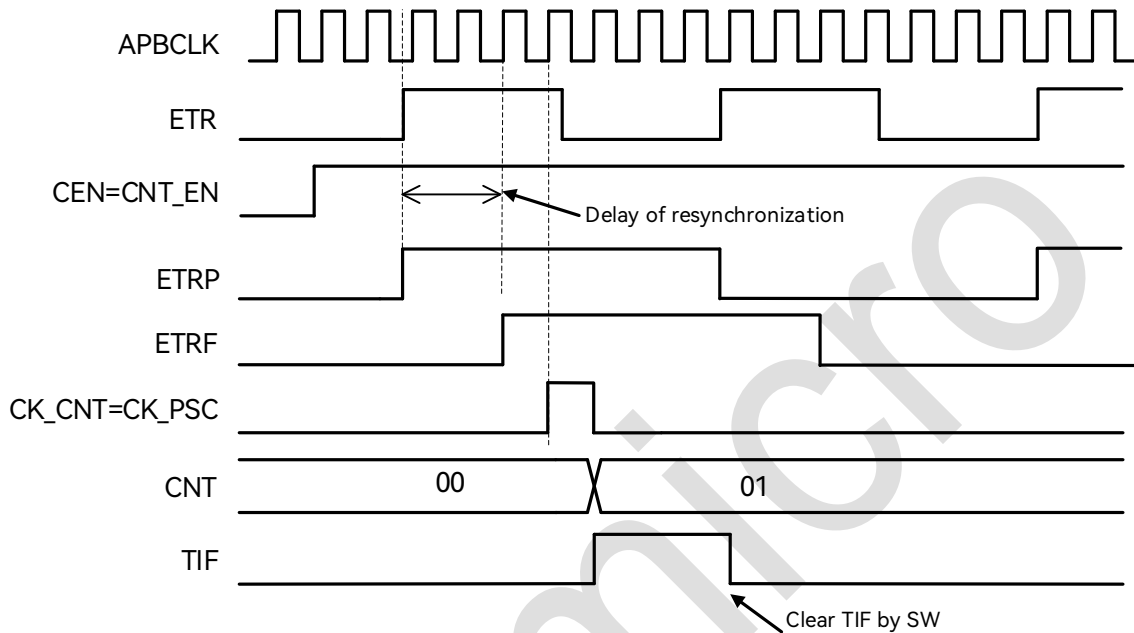 APBCLK
ETR
CEN=CNT_EN
Delay of resynchronization
ETRP
ETRF
CK_CNT=CK_PSC
CNT
00
01
TIF
Clear TIF by SW
micro